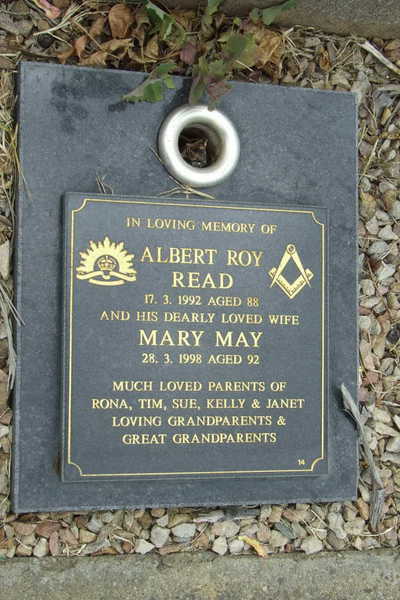 IN LOVING MEMORY OF
ALBERT ROY
READ
17. 3. 1992 AGED 88
AND HIS DEARLY LOVED WIFE
MARY MAY
28. 3. 1998 AGED 92
MUCH LOVED PARENTS OF
RONA, TIM, SUE, KELLY & JANET
LOVING GRANDPARENTS &
GREAT GRANDPARENTS
14